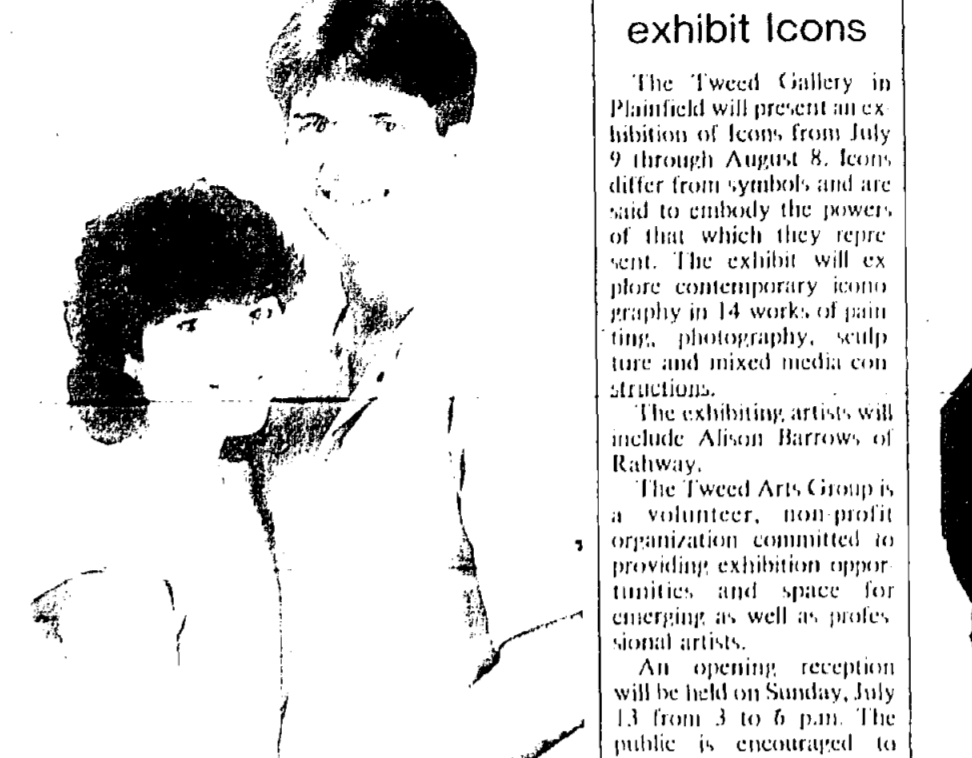 exhibit Icons
The Tweed Gallery in
Plainfield will present an ex-
hibition of Icons from July
9 through August 8. Icons
differ from symbols and are
said to embody the powers
of that which they repre
sent. The exhibit will ex
plore contemporary icono
graphy in 14 works of pain
ting, photography, sculp
ture and mixed media con
structions.
The exhibiting artists will
include Alison Barrows of
Rahway.
The Tweed Arts Group is
a volunteer, non-profit
organization committed to
providing exhibition oppor-
tunities and space for
emerging as well as profes
sional artists.
An opening reception
will be held on Sunday, July
13 from 3 to 6 p.m. The
public is encouraged to